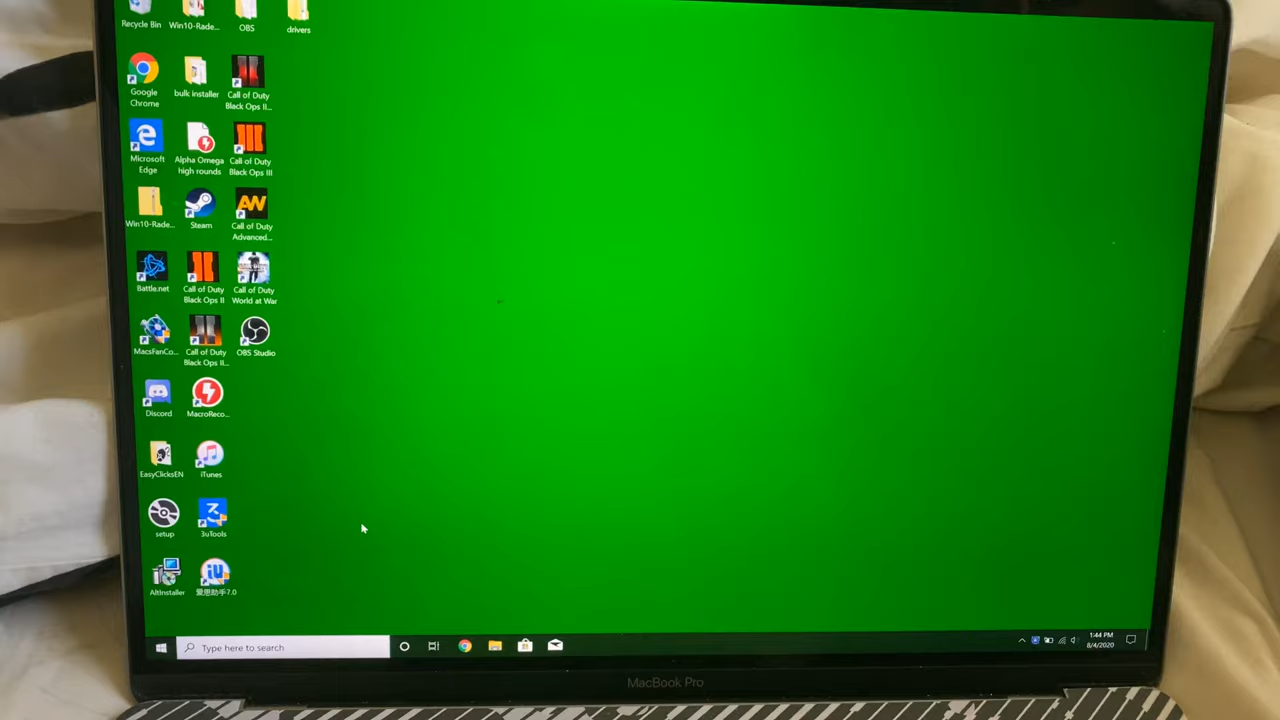 Recycle Bin
Win10-Rade...
OBS
drivers
Google
Chrome
bulk installer
Call of Duty
Black Ops II...
Microsoft
Edge
Alpha Omega
high rounds
Call of Duty
Black Ops III
Win10-Rade...
Steam
AW
Call of Duty
Advanced...
Battle.net
Call of Duty
Black Ops II
Call of Duty
World at War
MacsFanCo...
Call of Duty
Black Ops II...
OBS Studio
Discord
MacroReco...
EasyClicksEN
iTunes
setup
3uTools
AltInstaller
iU
愛思助手7.0
Type here to search
1:44 PM
8/4/2020
MacBook Pro